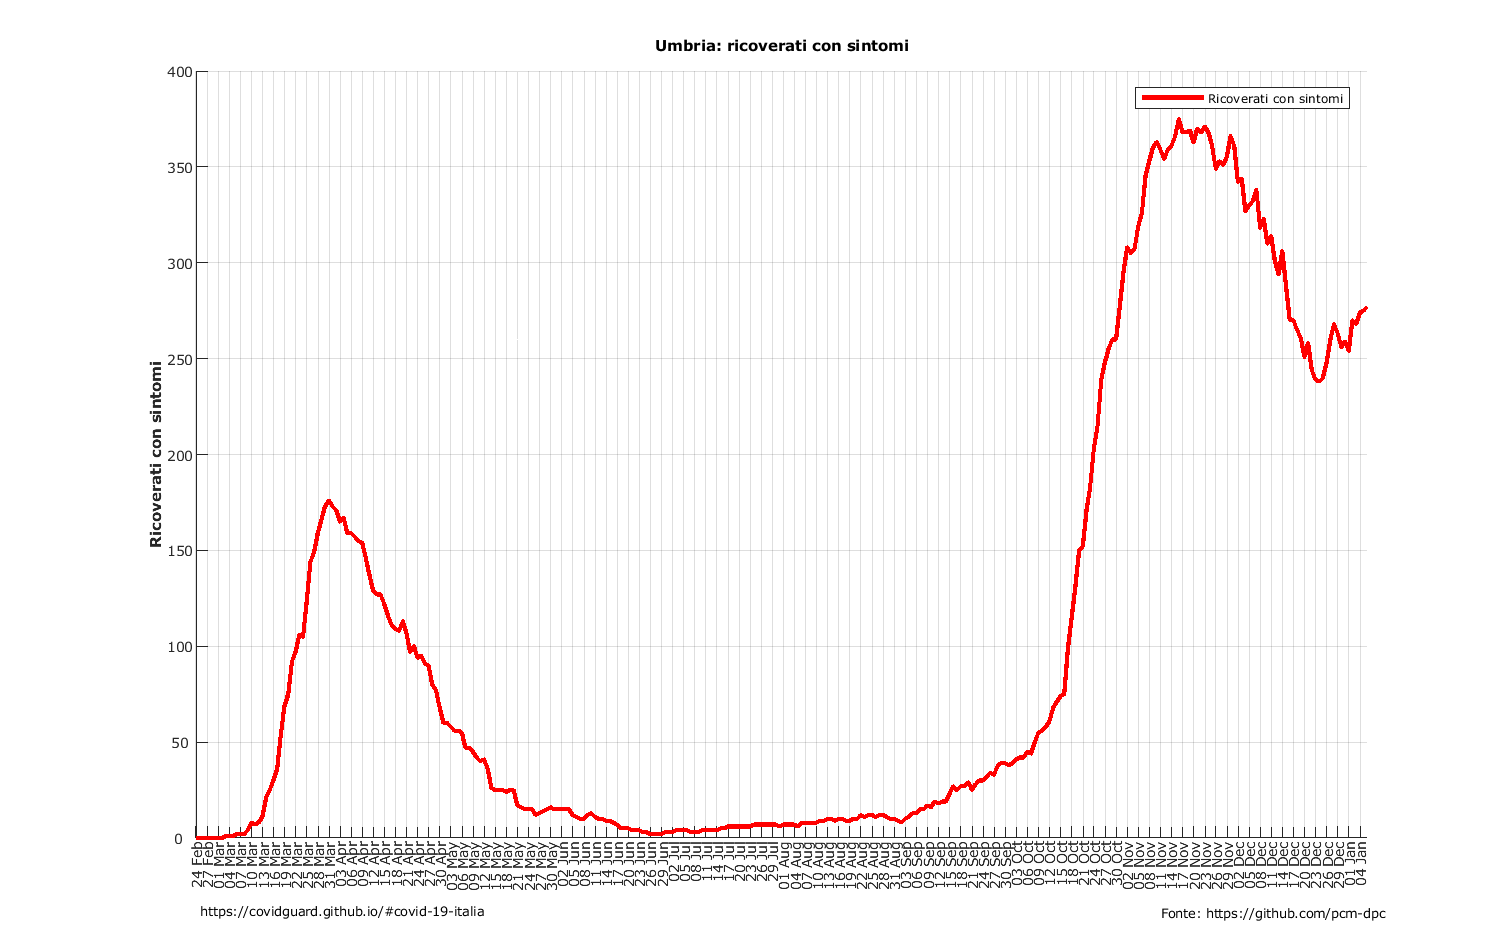 Umbria: ricoverati con sintomi
Ricoverati con sintomi
Ricoverati con sintomi
400
350
300
250
200
150
100
50
0
24 Feb
27 Feb
01 Mar
04 Mar
07 Mar
10 Mar
13 Mar
16 Mar
19 Mar
22 Mar
25 Mar
28 Mar
31 Mar
03 Apr
06 Apr
09 Apr
12 Apr
15 Apr
18 Apr
21 Apr
24 Apr
27 Apr
30 Apr
03 May
06 May
09 May
12 May
15 May
18 May
21 May
24 May
27 May
30 May
02 Jun
05 Jun
08 Jun
11 Jun
14 Jun
17 Jun
20 Jun
23 Jun
26 Jun
29 Jun
02 Jul
05 Jul
08 Jul
11 Jul
14 Jul
17 Jul
20 Jul
23 Jul
26 Jul
29 Jul
01 Aug
04 Aug
07 Aug
10 Aug
13 Aug
16 Aug
19 Aug
22 Aug
25 Aug
28 Aug
31 Aug
03 Sep
06 Sep
09 Sep
12 Sep
15 Sep
18 Sep
21 Sep
24 Sep
27 Sep
30 Sep
03 Oct
06 Oct
09 Oct
12 Oct
15 Oct
18 Oct
21 Oct
24 Oct
27 Oct
30 Oct
02 Nov
05 Nov
08 Nov
11 Nov
14 Nov
17 Nov
20 Nov
23 Nov
26 Nov
29 Nov
02 Dec
05 Dec
08 Dec
11 Dec
14 Dec
17 Dec
20 Dec
23 Dec
26 Dec
29 Dec
01 Jan
04 Jan
https://covidguard.github.io/#covid-19-italia
Fonte: https://github.com/pcm-dpc